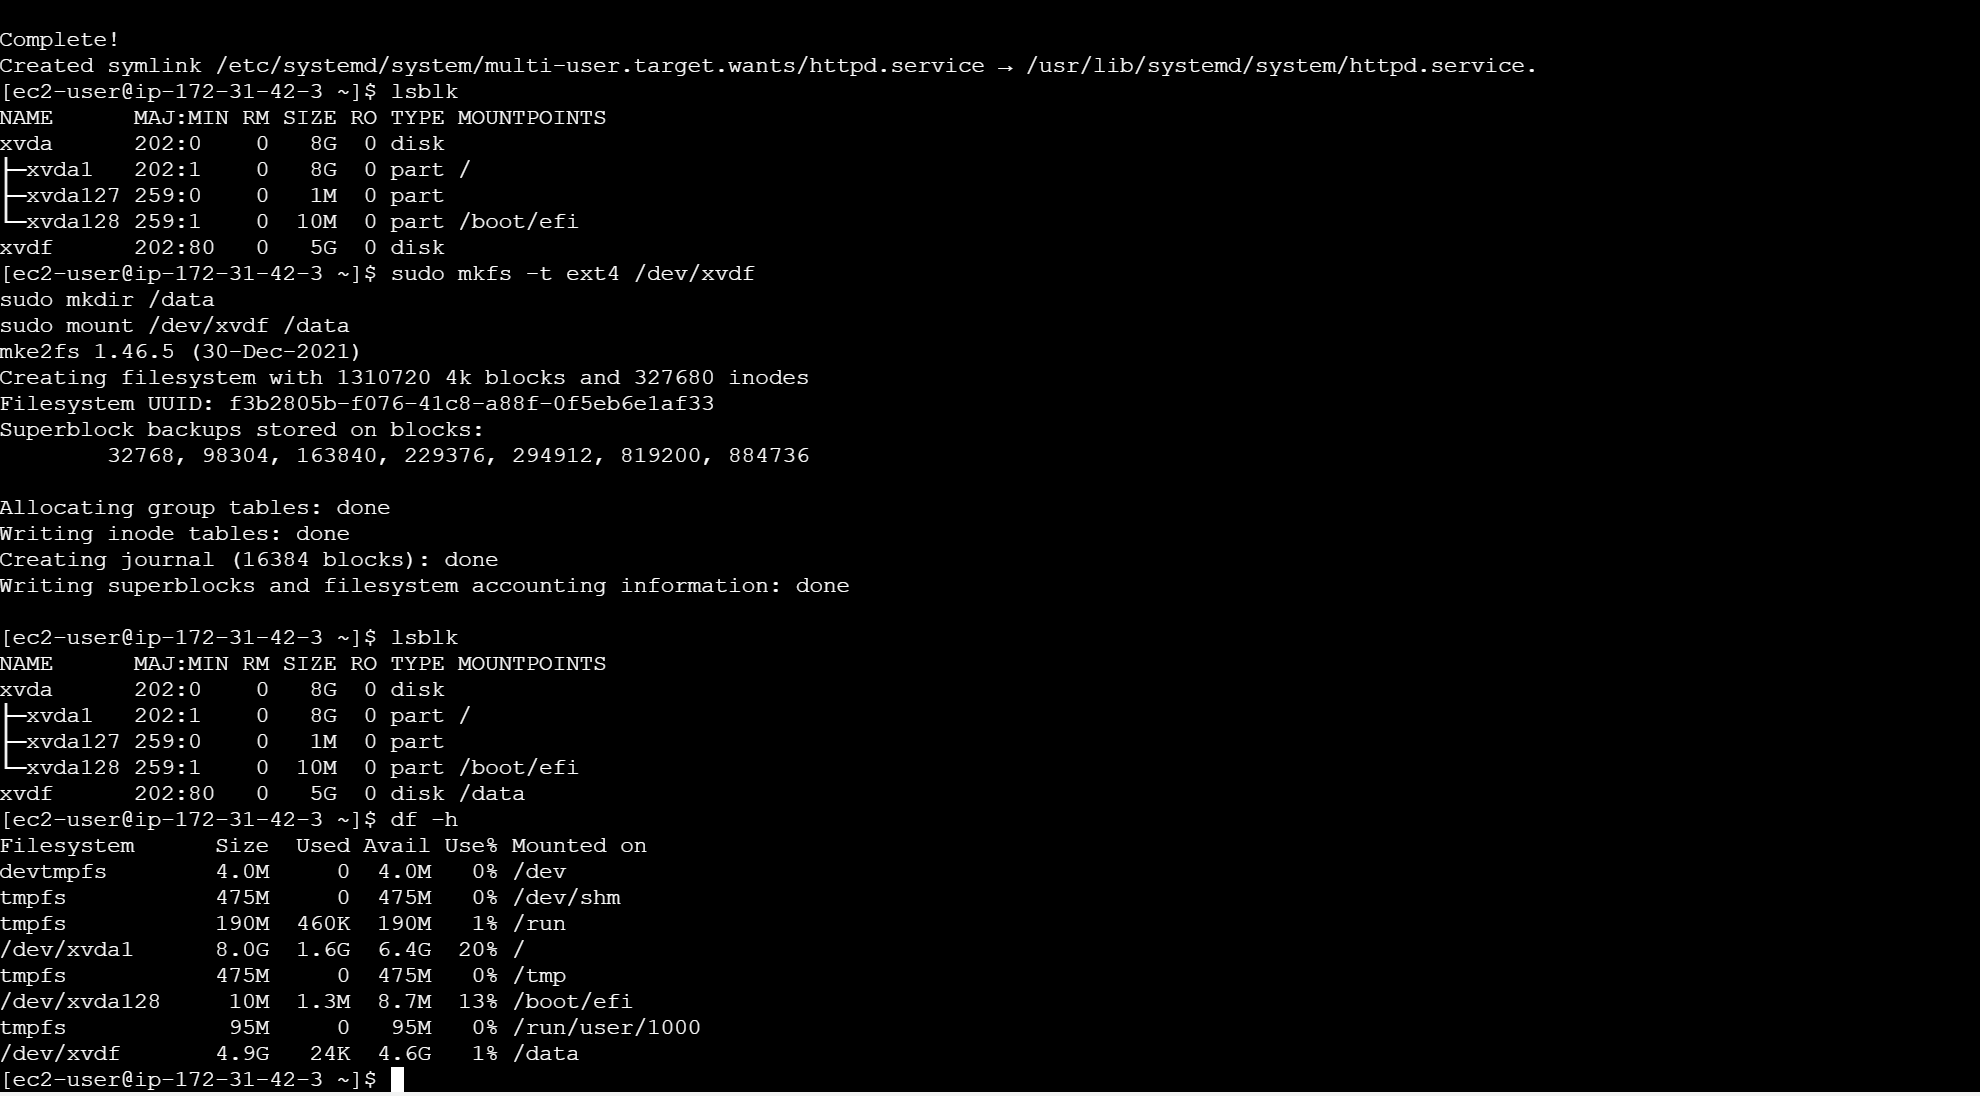 Complete!
Created symlink /etc/systemd/system/multi-user.target.wants/httpd.service → /usr/lib/systemd/system/httpd.service.
[ec2-user@ip-172-31-42-3 ~]$ lsblk
NAME      MAJ:MIN RM SIZE RO TYPE MOUNTPOINTS
xvda      202:0    0   8G  0 disk
├─xvda1   202:1    0   8G  0 part /
├─xvda127 259:0    0   1M  0 part
└─xvda128 259:1    0  10M  0 part /boot/efi
xvdf      202:80   0   5G  0 disk
[ec2-user@ip-172-31-42-3 ~]$ sudo mkfs -t ext4 /dev/xvdf
sudo mkdir /data
sudo mount /dev/xvdf /data
mke2fs 1.46.5 (30-Dec-2021)
Creating filesystem with 1310720 4k blocks and 327680 inodes
Filesystem UUID: f3b2805b-f076-41c8-a88f-0f5eb6e1af33
Superblock backups stored on blocks:
        32768, 98304, 163840, 229376, 294912, 819200, 884736
Allocating group tables: done
Writing inode tables: done
Creating journal (16384 blocks): done
Writing superblocks and filesystem accounting information: done
[ec2-user@ip-172-31-42-3 ~]$ lsblk
NAME      MAJ:MIN RM SIZE RO TYPE MOUNTPOINTS
xvda      202:0    0   8G  0 disk
├─xvda1   202:1    0   8G  0 part /
├─xvda127 259:0    0   1M  0 part
└─xvda128 259:1    0  10M  0 part /boot/efi
xvdf      202:80   0   5G  0 disk /data
[ec2-user@ip-172-31-42-3 ~]$ df -h
Filesystem      Size  Used Avail Use% Mounted on
devtmpfs        4.0M     0  4.0M   0% /dev
tmpfs           475M     0  475M   0% /dev/shm
tmpfs           190M  460K  190M   1% /run
/dev/xvda1      8.0G  1.6G  6.4G  20% /
tmpfs           475M     0  475M   0% /tmp
/dev/xvda128     10M  1.3M  8.7M  13% /boot/efi
tmpfs            95M     0   95M   0% /run/user/1000
/dev/xvdf       4.9G   24K  4.6G   1% /data
[ec2-user@ip-172-31-42-3 ~]$